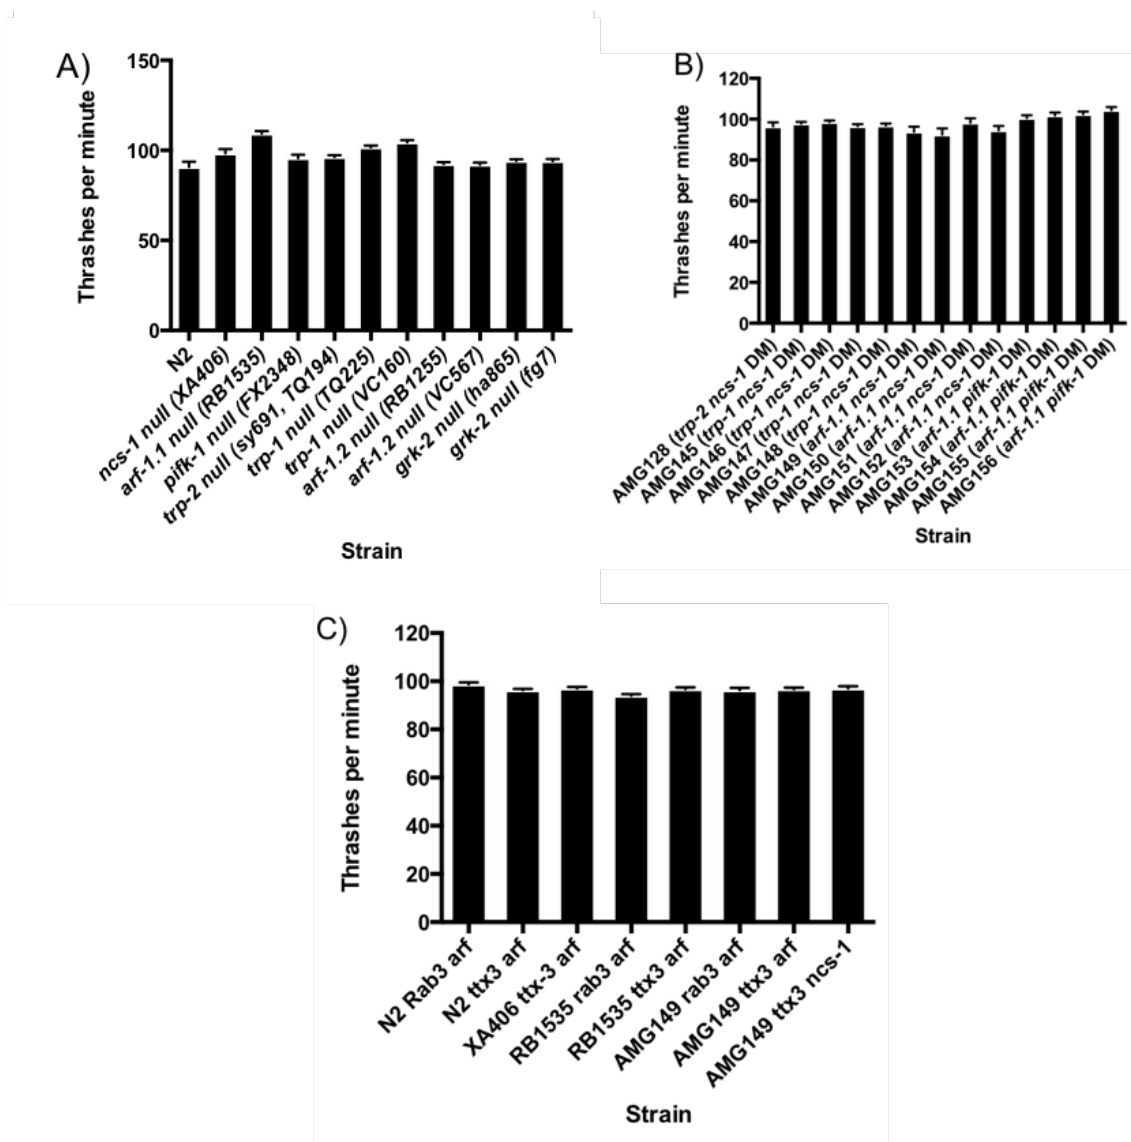 A)
Thrashes per minute
150
100
50
0
N2
ncs-1 null (XA406)
arf-1.1 null (RB1535)
pifk-1 null (FX2348)
trp-2 null (sy691, TQ194)
trp-1 null (TQ225)
trp-1 null (VC160)
arf-1.2 null (RB1255)
arf-1.2 null (VC567)
grk-2 null (ha865)
grk-2 null (fg7)
Strain
B)
Thrashes per minute
120
100
80
60
40
20
0
AMG128 (trp-2 ncs-1 DM)
AMG145 (trp-1 ncs-1 DM)
AMG146 (trp-1 ncs-1 DM)
AMG147 (trp-1 ncs-1 DM)
AMG148 (trp-1 ncs-1 DM)
AMG149 (arf-1.1 ncs-1 DM)
AMG150 (arf-1.1 ncs-1 DM)
AMG151 (arf-1.1 ncs-1 DM)
AMG152 (arf-1.1 ncs-1 DM)
AMG153 (arf-1.1 pifk-1 DM)
AMG154 (arf-1.1 pifk-1 DM)
AMG155 (arf-1.1 pifk-1 DM)
AMG156 (arf-1.1 pifk-1 DM)
Strain
C)
Thrashes per minute
120
100
80
60
40
20
0
N2 Rab3 arf
N2 ttx3 arf
XA406 ttx-3 arf
RB1535 rab3 arf
RB1535 ttx3 arf
AMG149 rab3 arf
AMG149 ttx3 arf
AMG149 ttx3 ncs-1
Strain